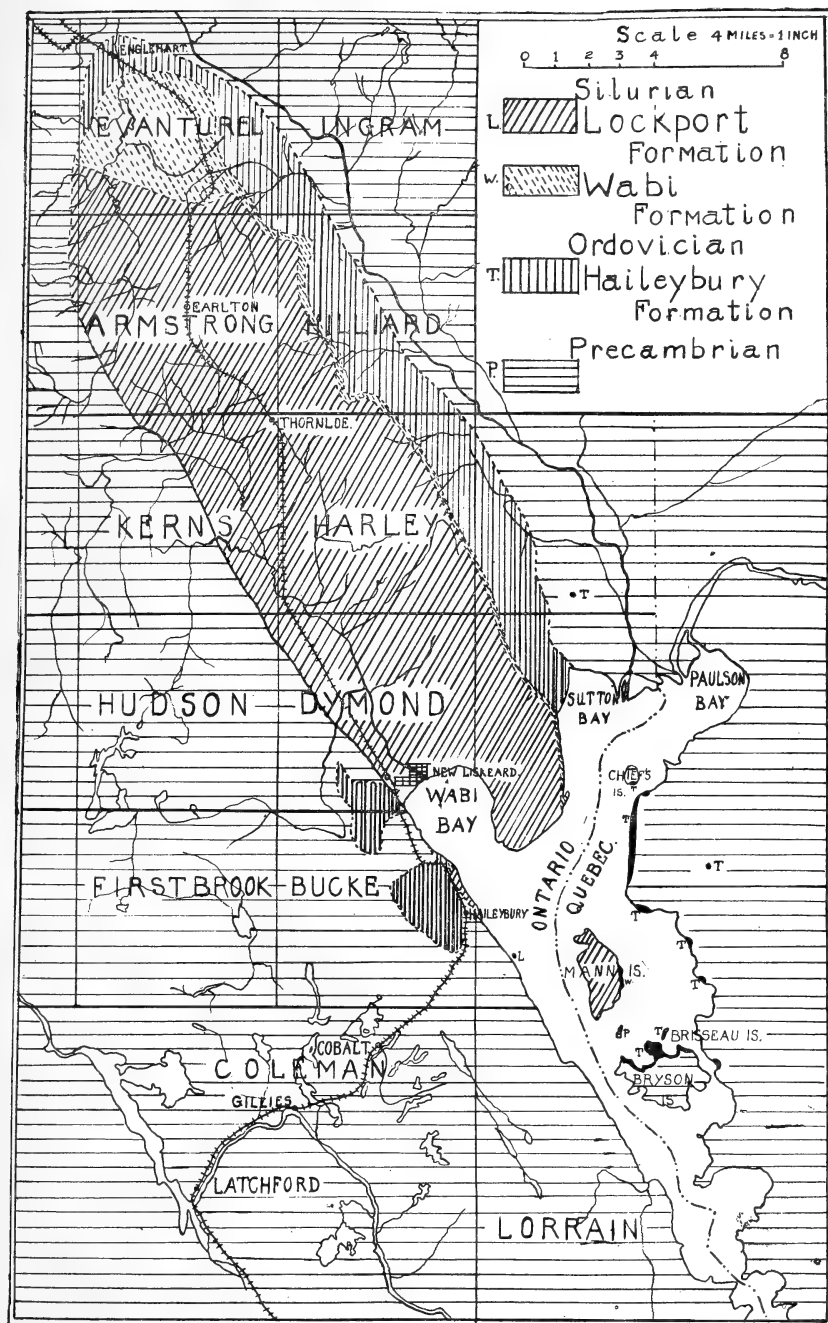 Scale 4 MILES=1 INCH
0 1 2 3 4 8
Silurian
L. Lockport
Formation
W. Wabi
Formation
Ordovician
T. Haileybury
Formation
P. Precambrian
ENGLEHART.
EVANTUREL INGRAM
EARLTON
ARMSTRONG HILLIARD
THORNLOE.
KERNS HARLEY
T
HUDSON DYMOND
SUTTON
BAY
PAULSON
BAY
NEW LISKEARD.
WABI
BAY
CHIEFS
IS.
T
T
ONTARIO
QUEBEC.
T
FIRSTBROOK BUCKE
HAILEYBURY
T
L
T
MANN IS.
W
T
P
T
BRISSEAU IS.
T
COBALT
COLEMAN
BRYSON
IS
GILLIES
LATCHFORD
LORRAIN